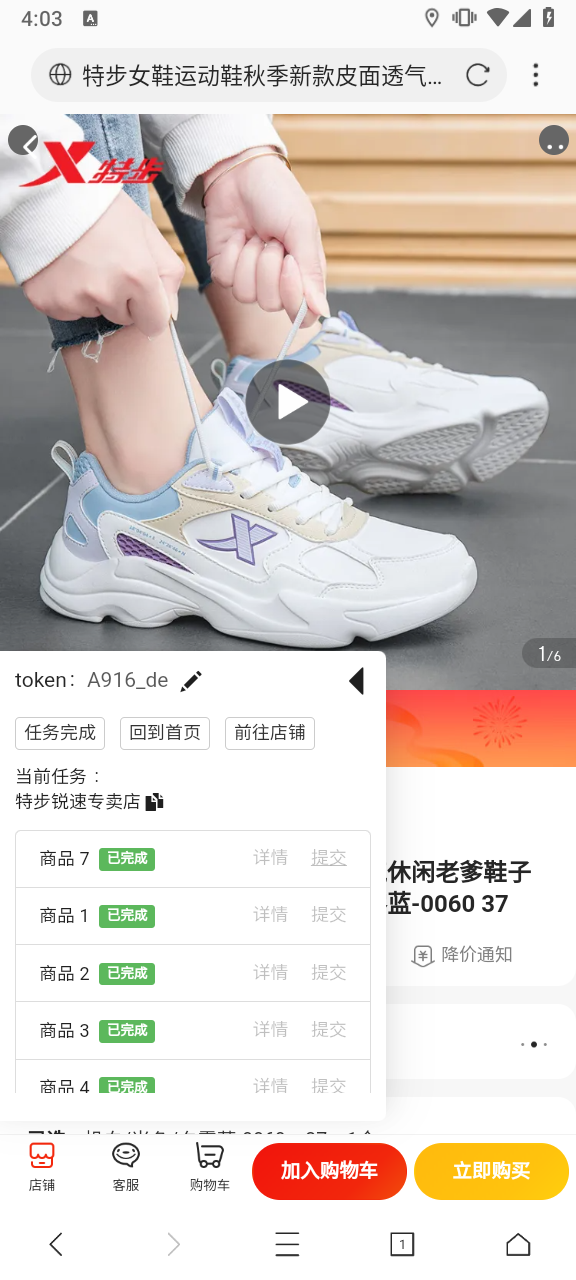 4:03
A
特步女鞋运动鞋秋季新款皮面透气...
特步
1/6
token: A916_de
任务完成 回到首页 前往店铺
当前任务:
特步锐速专卖店
商品 7 已完成 详情 提交
商品 1 已完成 详情 提交
商品 2 已完成 详情 提交
商品 3 已完成 详情 提交
商品 4 已完成 详情 提交
休闲老爹鞋子
蓝-0060 37
降价通知
店铺 客服 购物车 加入购物车 立即购买
1